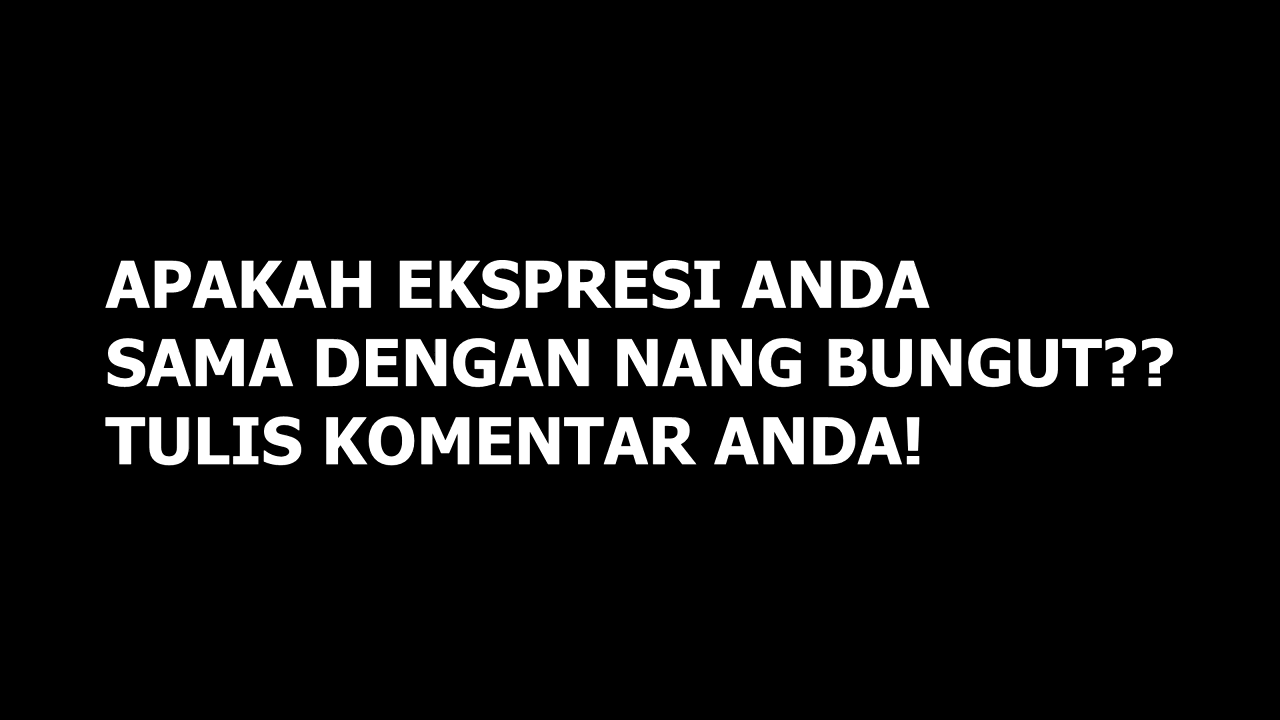 APAKAH EKSPRESI ANDA
SAMA DENGAN NANG BUNGUT??
TULIS KOMENTAR ANDA!